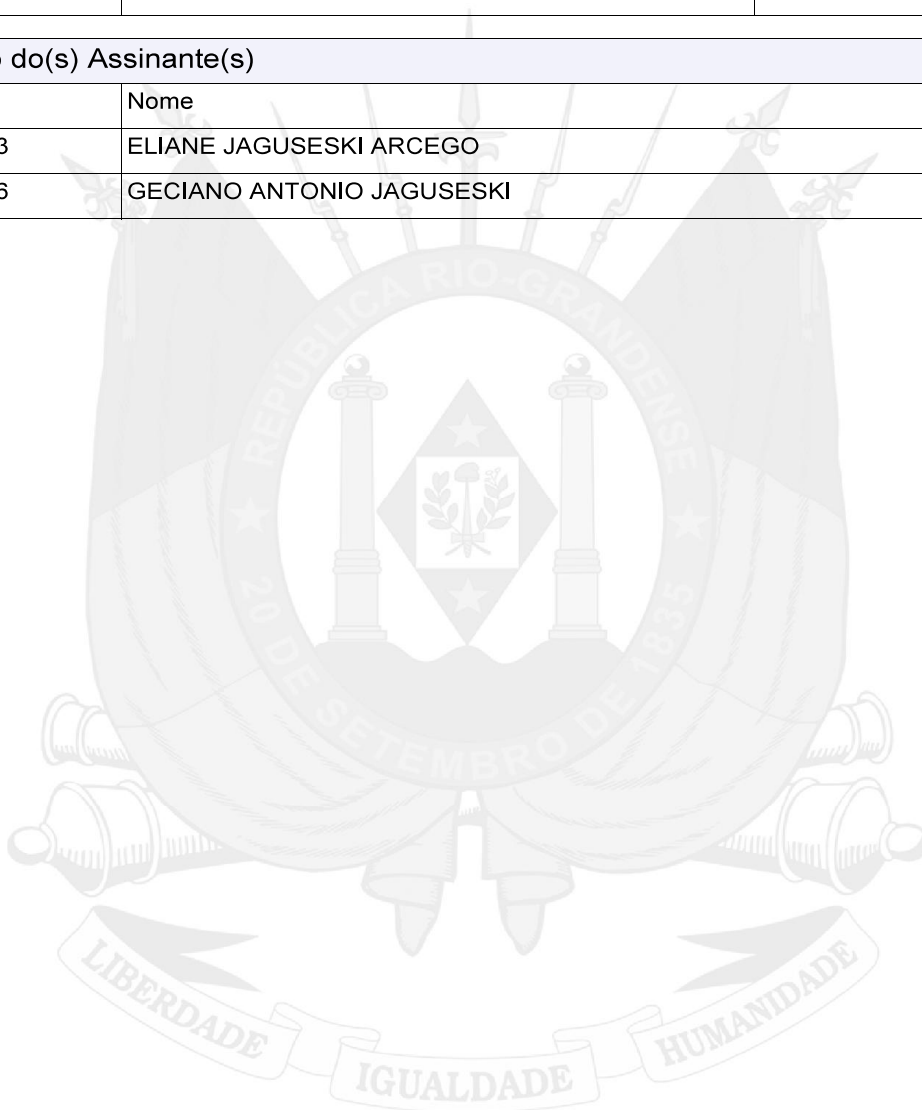 o do(s) Assinante(s)
Nome
3 ELIANE JAGUSESKI ARCEGO
6 GECIANO ANTONIO JAGUSESKI
REPÚBLICA RIO-GRANDENSE
★ 20 DE SETEMBRO DE 1835 ★
LIBERDADE IGUALDADE HUMANIDADE